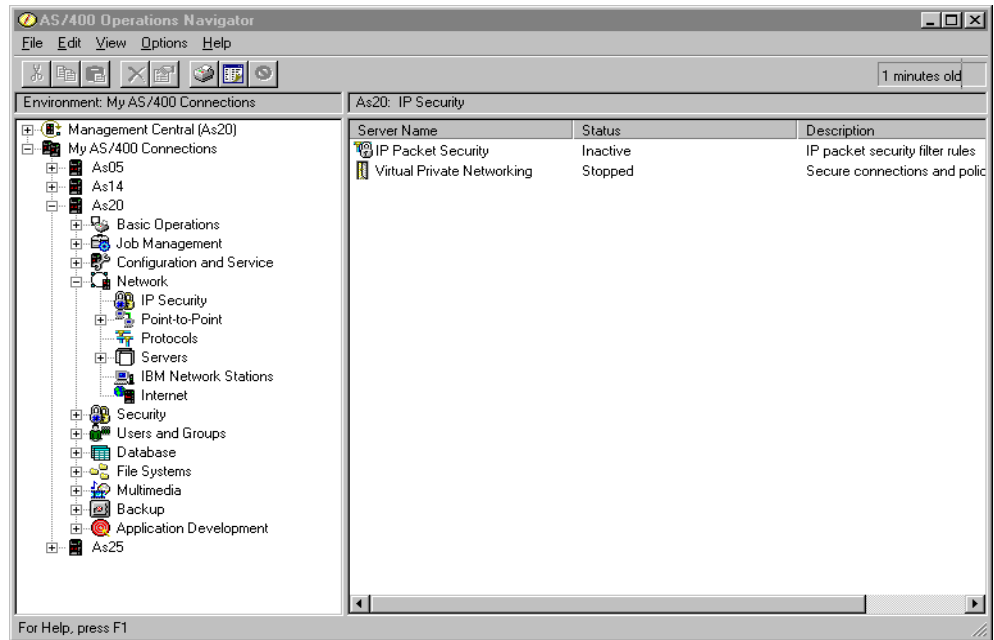 AS/400 Operations Navigator
File Edit View Options Help
1 minutes old
Environment: My AS/400 Connections
As20: IP Security
Management Central (As20)
My AS/400 Connections
As05
As14
As20
Basic Operations
Job Management
Configuration and Service
Network
IP Security
Point-to-Point
Protocols
Servers
IBM Network Stations
Internet
Security
Users and Groups
Database
File Systems
Multimedia
Backup
Application Development
As25
Server Name Status Description
IP Packet Security Inactive IP packet security filter rules
Virtual Private Networking Stopped Secure connections and polic
For Help, press F1